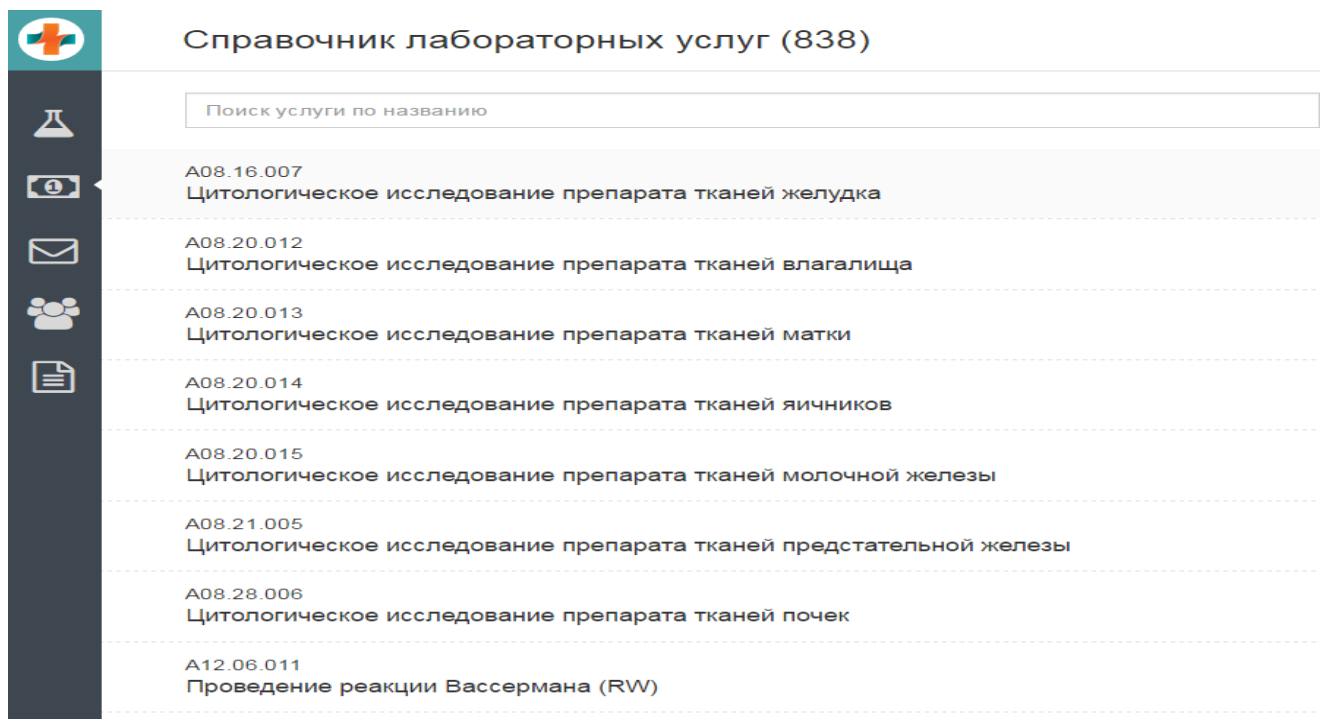 Справочник лабораторных услуг (838)
Поиск услуги по названию
A08.16.007
Цитологическое исследование препарата тканей желудка
A08.20.012
Цитологическое исследование препарата тканей влагалища
A08.20.013
Цитологическое исследование препарата тканей матки
A08.20.014
Цитологическое исследование препарата тканей яичников
A08.20.015
Цитологическое исследование препарата тканей молочной железы
A08.21.005
Цитологическое исследование препарата тканей предстательной железы
A08.28.006
Цитологическое исследование препарата тканей почек
A12.06.011
Проведение реакции Вассермана (RW)